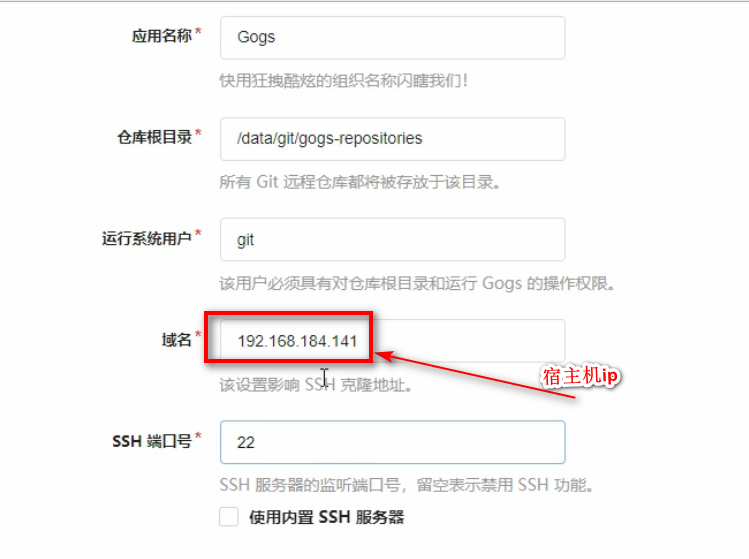 应用名称* Gogs
快用狂拽酷炫的组织名称闪瞎我们！
仓库根目录* /data/git/gogs-repositories
所有 Git 远程仓库都将被存放于该目录。
运行系统用户* git
该用户必须具有对仓库根目录和运行 Gogs 的操作权限。
域名* 192.168.184.141
宿主机ip
该设置影响 SSH 克隆地址。
SSH 端口号* 22
SSH 服务器的监听端口号，留空表示禁用 SSH 功能。
使用内置 SSH 服务器